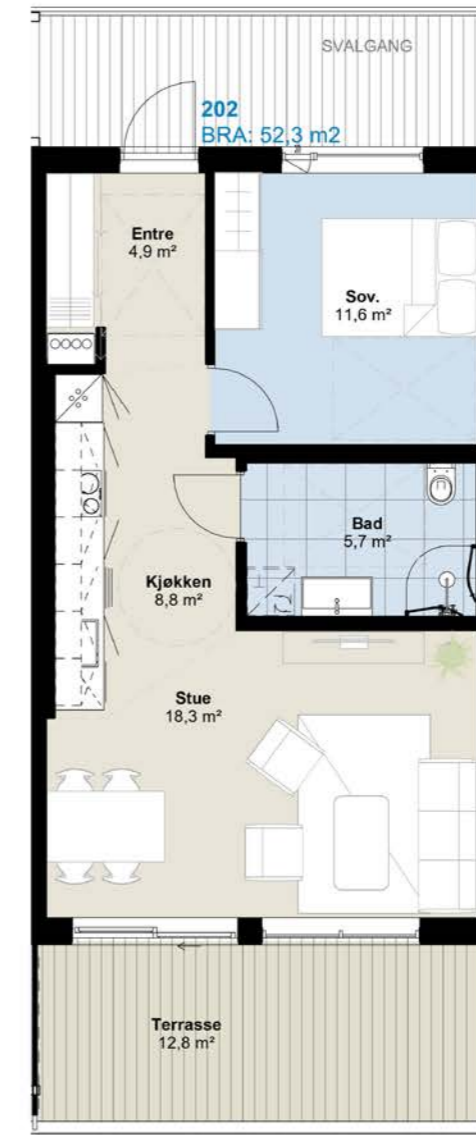 SVALGANG
202
BRA: 52,3 m2
Entre
4,9 m²
Sov.
11,6 m²
Bad
5,7 m²
Kjøkken
8,8 m²
Stue
18,3 m²
Terrasse
12,8 m²